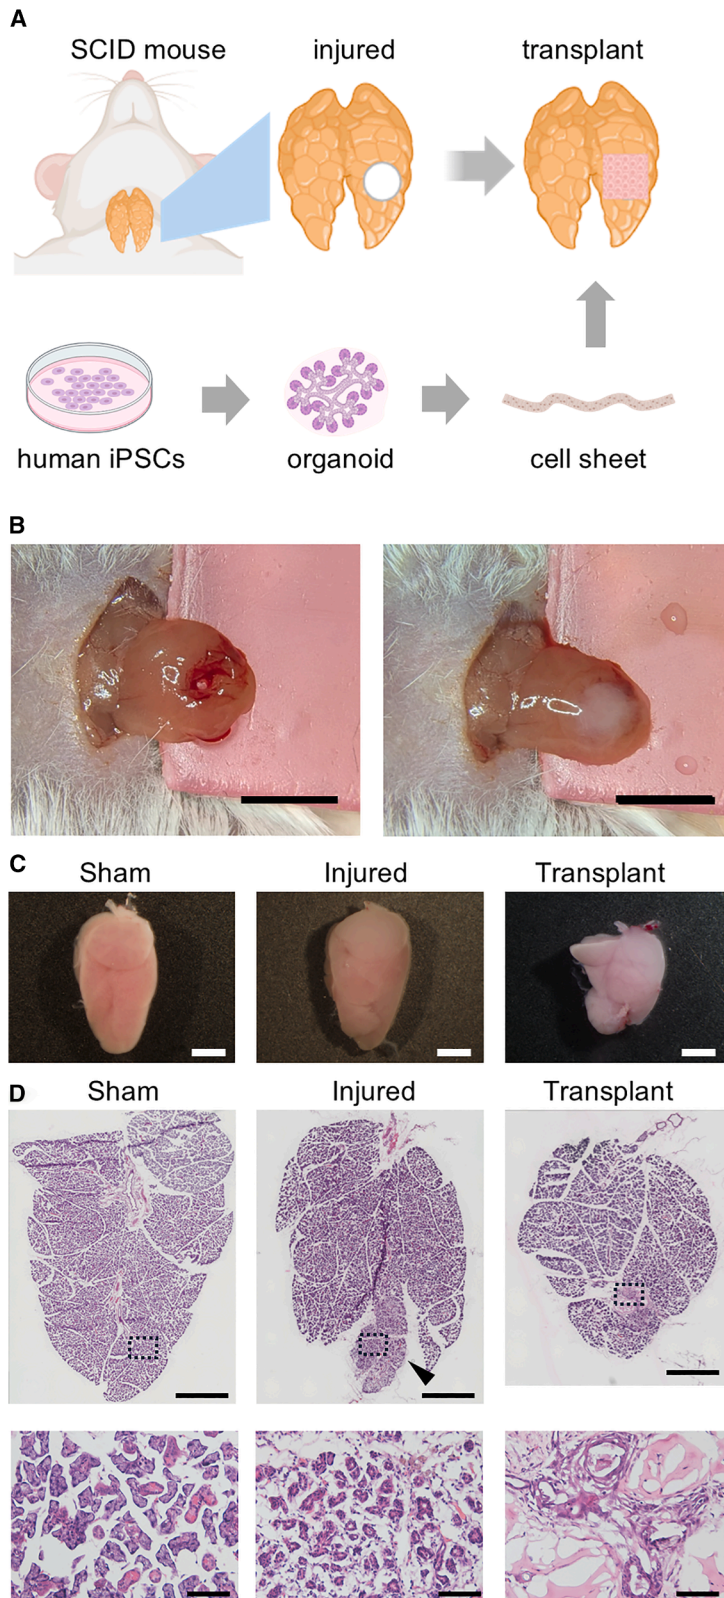 A
SCID mouse
injured
transplant
human iPSCs
organoid
cell sheet
B
C
Sham
Injured
Transplant
D
Sham
Injured
Transplant